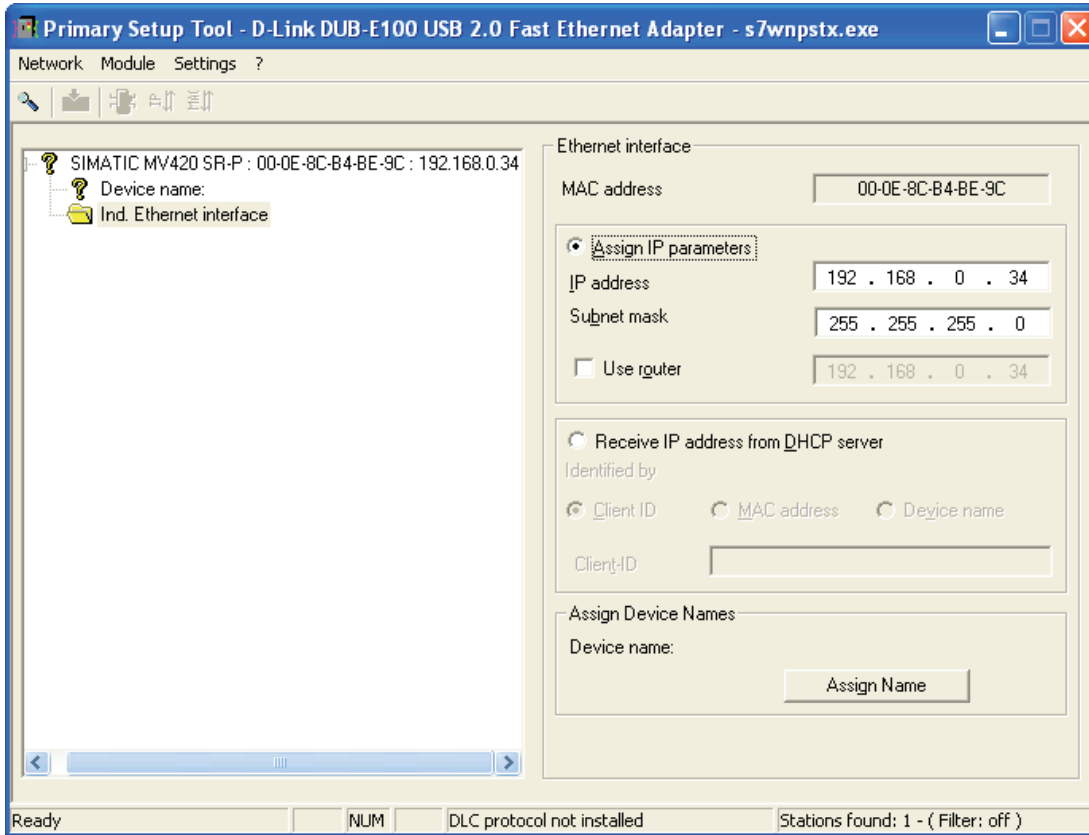 Primary Setup Tool - D-Link DUB-E100 USB 2.0 Fast Ethernet Adapter - s7wnpstx.exe
Network Module Settings ?
SIMATIC MV420 SR-P : 00-0E-8C-B4-BE-9C : 192.168.0.34
Device name:
Ind. Ethernet interface
Ethernet interface
MAC address 00-0E-8C-B4-BE-9C
Assign IP parameters
IP address 192 . 168 . 0 . 34
Subnet mask 255 . 255 . 255 . 0
Use router 192 . 168 . 0 . 34
Receive IP address from DHCP server
Identified by
Client ID MAC address Device name
Client-ID
Assign Device Names
Device name:
Assign Name
Ready NUM DLC protocol not installed Stations found: 1 - ( Filter: off )